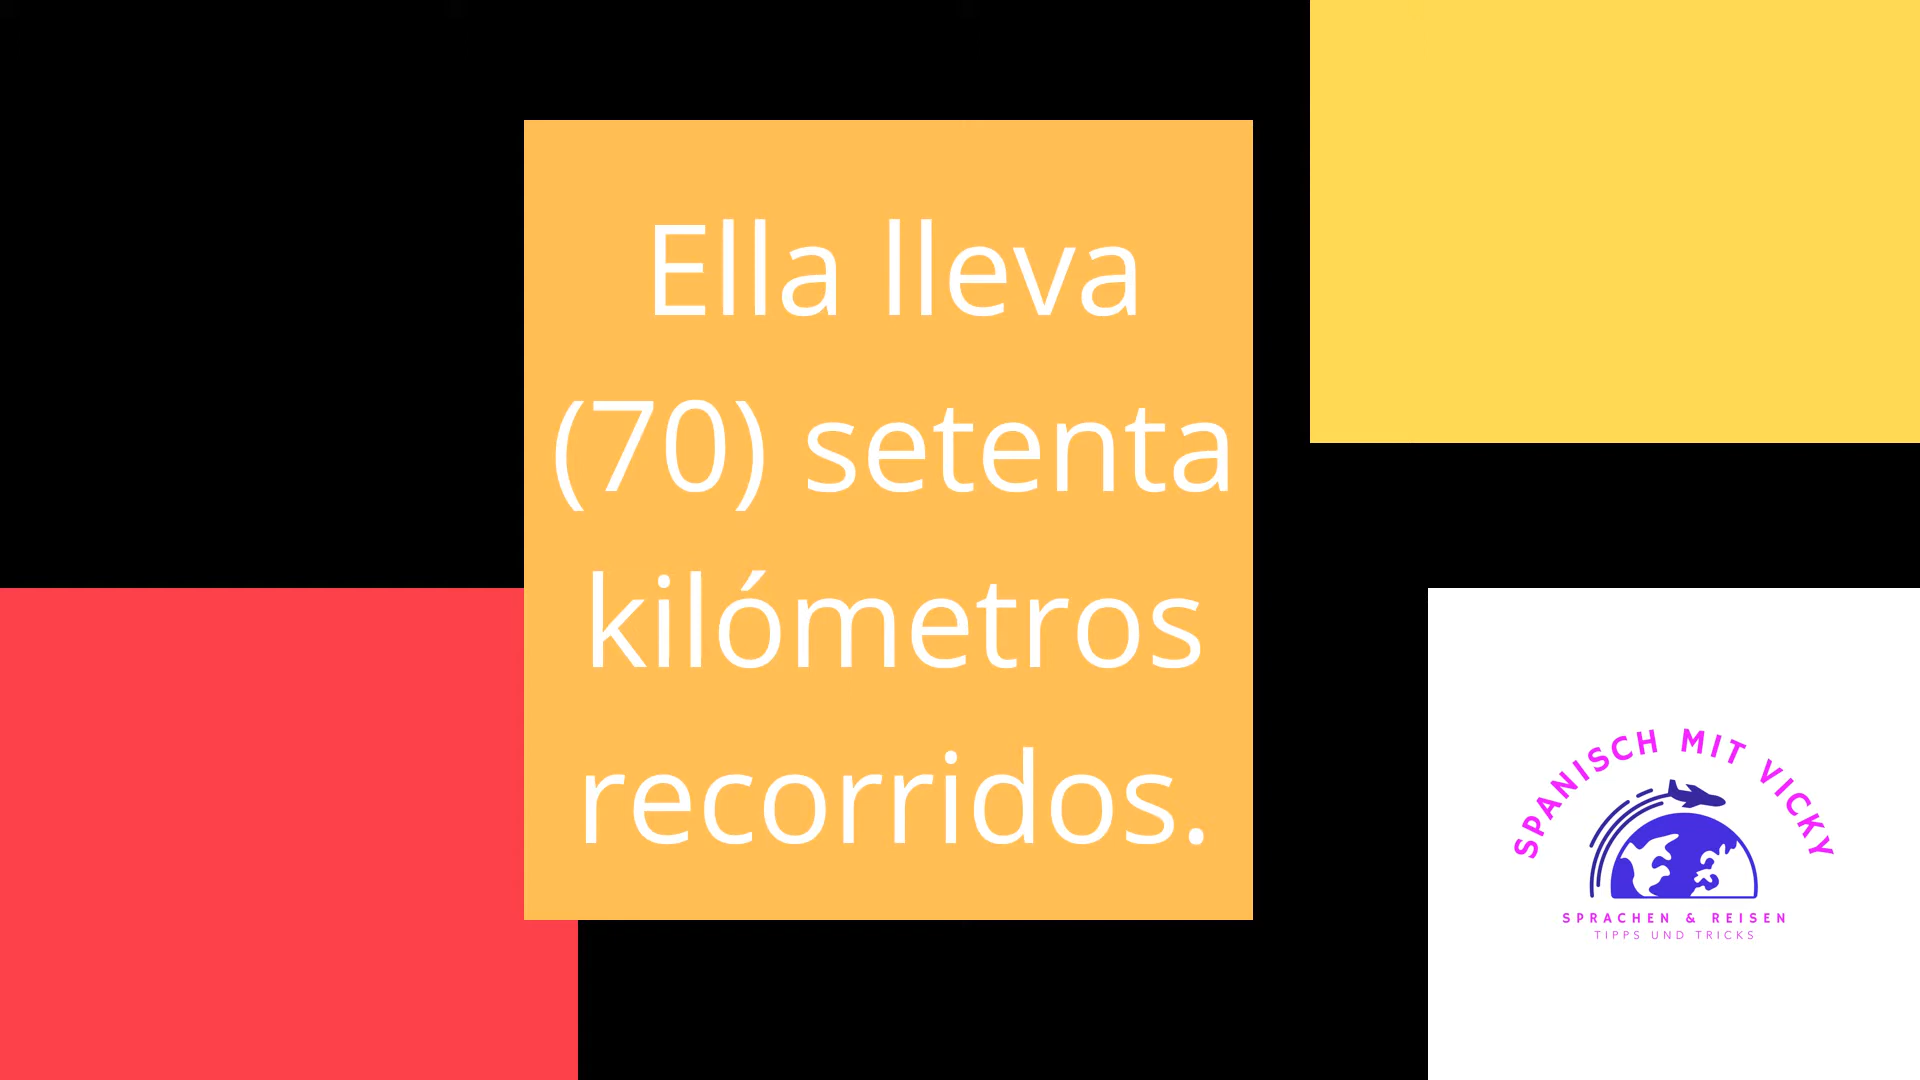 Ella lleva
(70) setenta
kilómetros
recorridos.
SPANISCH MIT VICKY
SPRACHEN & REISEN
TIPPS UND TRICKS